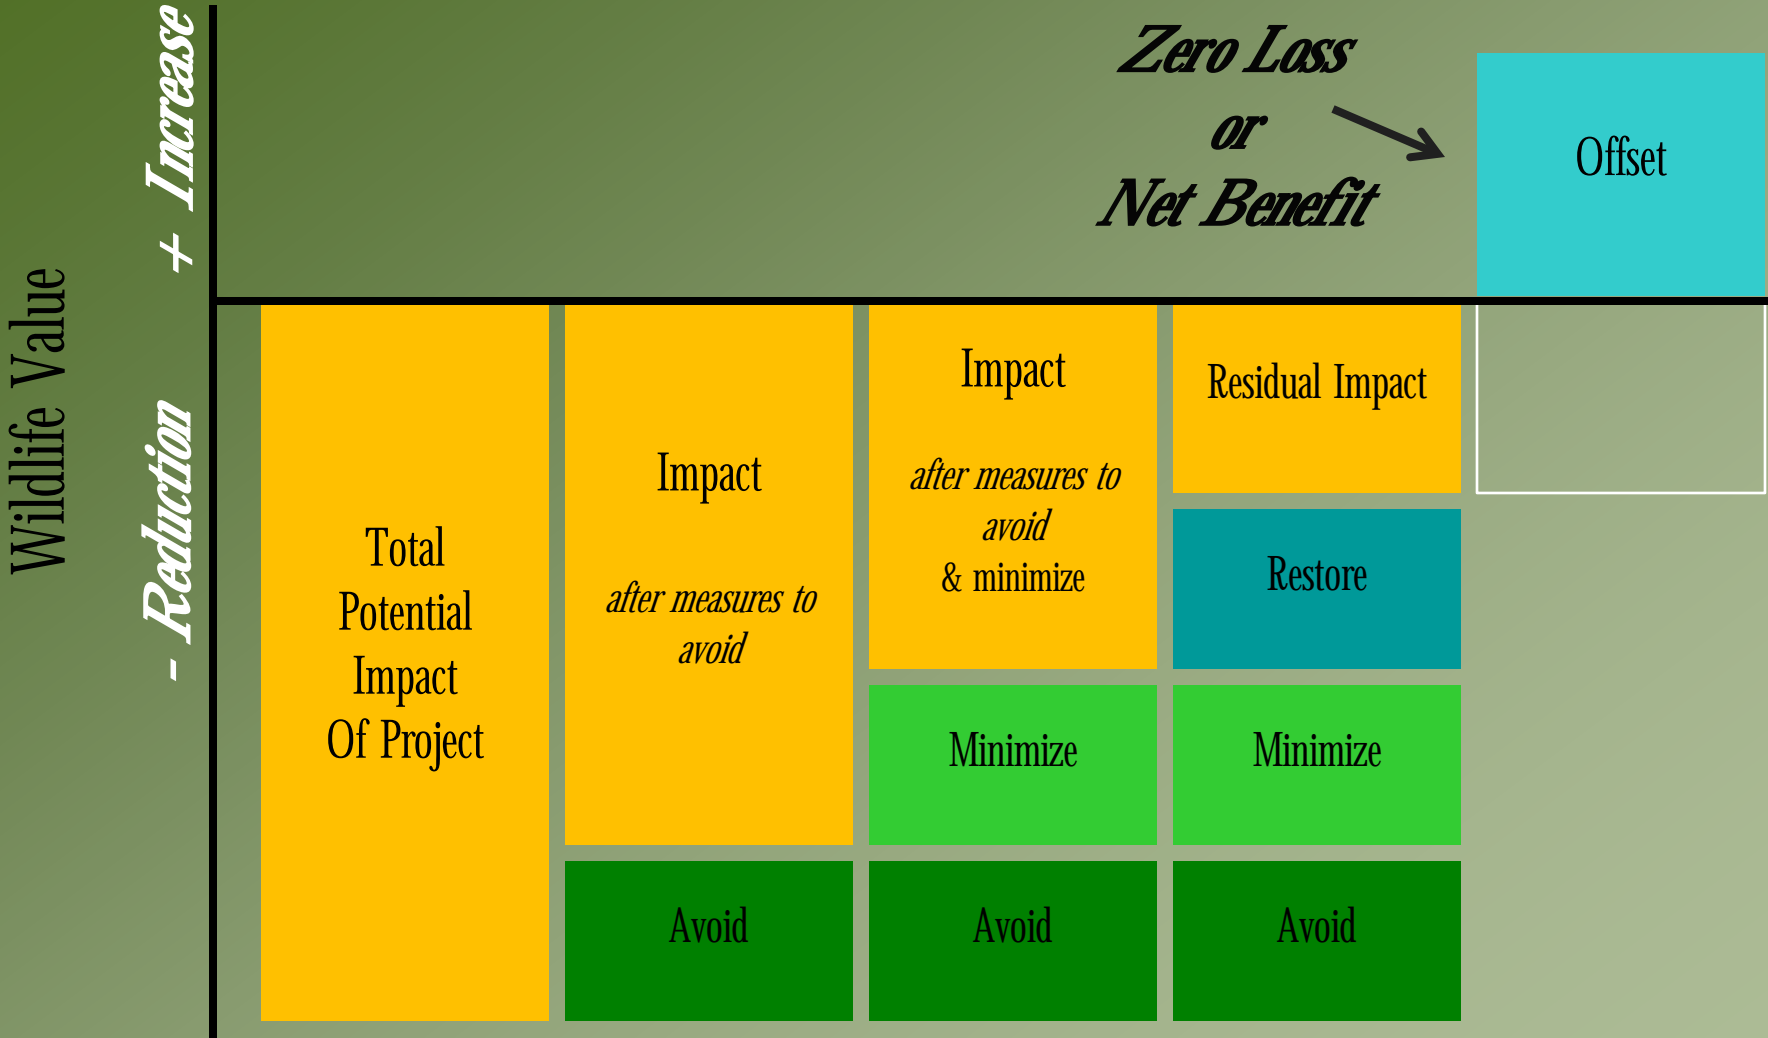 Wildlife Value
+ Increase
- Reduction
Zero Loss
or
Net Benefit
Offset
Total
Potential
Impact
Of Project
Impact
after measures to
avoid
Avoid
Impact
after measures to
avoid
& minimize
Minimize
Avoid
Residual Impact
Restore
Minimize
Avoid